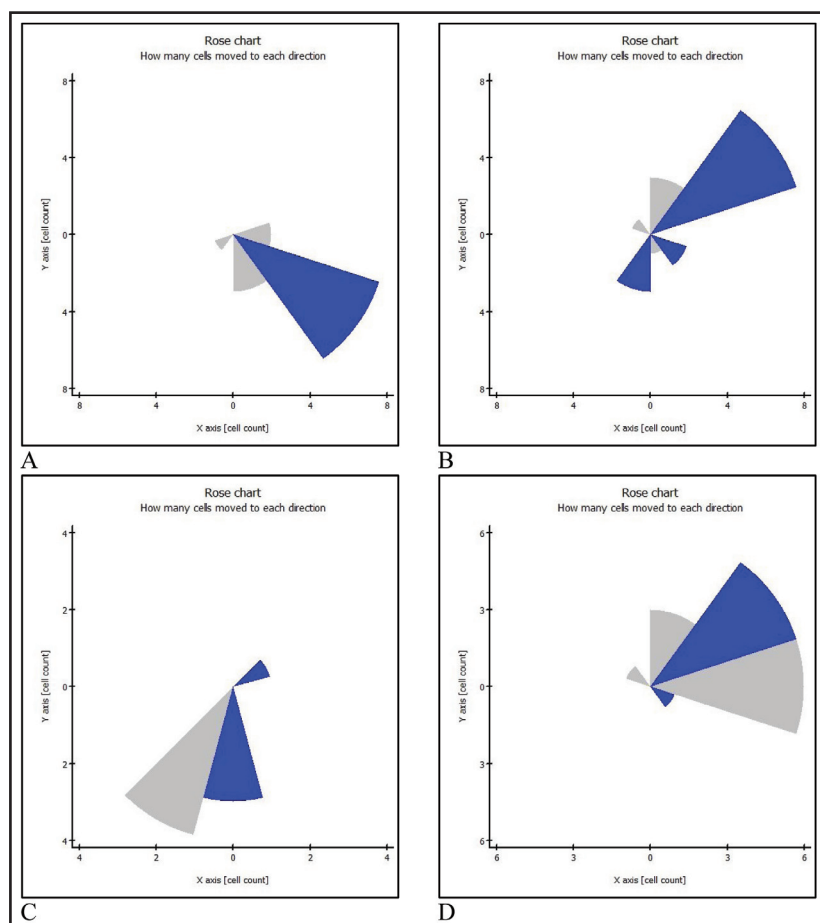 Rose chart
How many cells moved to each direction
8
4
0
4
8
Y axis [cell count]
8 4 0 4 8
X axis [cell count]
A
Rose chart
How many cells moved to each direction
8
4
0
4
8
Y axis [cell count]
8 4 0 4 8
X axis [cell count]
B
Rose chart
How many cells moved to each direction
4
2
0
2
4
Y axis [cell count]
4 2 0 2 4
X axis [cell count]
C
Rose chart
How many cells moved to each direction
6
3
0
3
6
Y axis [cell count]
6 3 0 3 6
X axis [cell count]
D